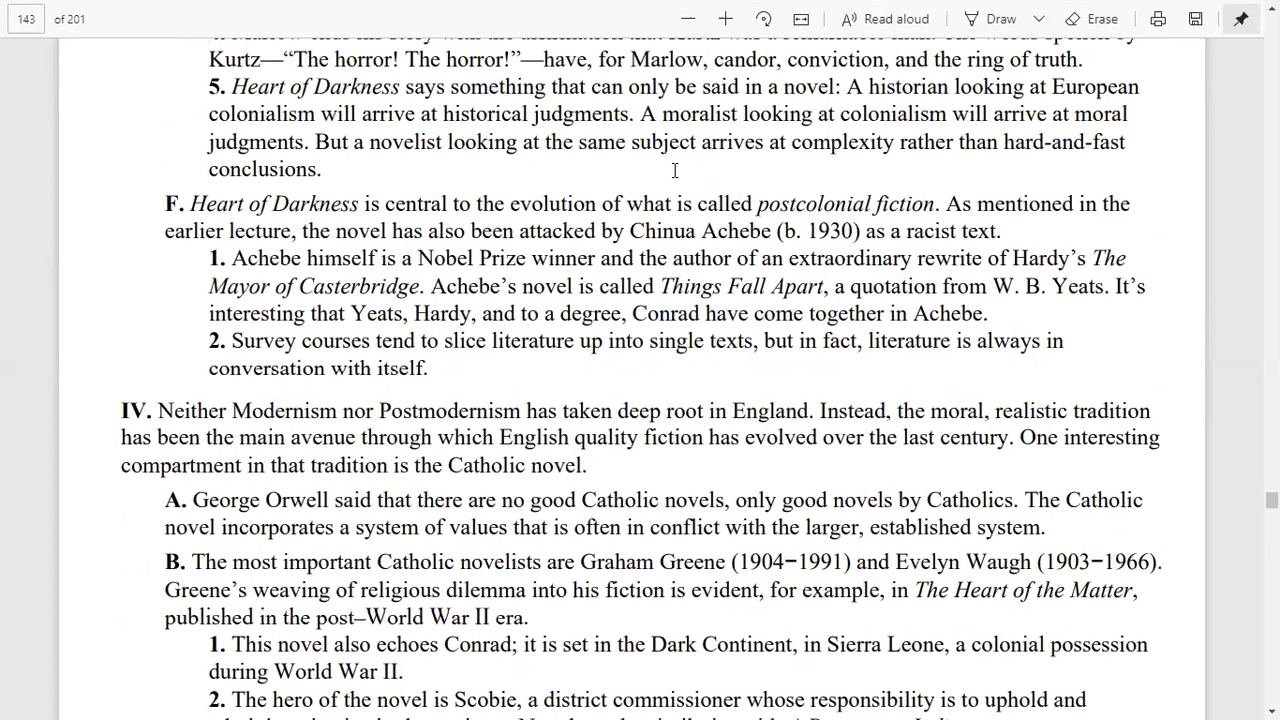 143 of 201 Read aloud Draw Erase
Kurtz—“The horror! The horror!”—have, for Marlow, candor, conviction, and the ring of truth.
5. Heart of Darkness says something that can only be said in a novel: A historian looking at European
colonialism will arrive at historical judgments. A moralist looking at colonialism will arrive at moral
judgments. But a novelist looking at the same subject arrives at complexity rather than hard-and-fast
conclusions.
F. Heart of Darkness is central to the evolution of what is called postcolonial fiction. As mentioned in the
earlier lecture, the novel has also been attacked by Chinua Achebe (b. 1930) as a racist text.
1. Achebe himself is a Nobel Prize winner and the author of an extraordinary rewrite of Hardy’s The
Mayor of Casterbridge. Achebe’s novel is called Things Fall Apart, a quotation from W. B. Yeats. It’s
interesting that Yeats, Hardy, and to a degree, Conrad have come together in Achebe.
2. Survey courses tend to slice literature up into single texts, but in fact, literature is always in
conversation with itself.
IV. Neither Modernism nor Postmodernism has taken deep root in England. Instead, the moral, realistic tradition
has been the main avenue through which English quality fiction has evolved over the last century. One interesting
compartment in that tradition is the Catholic novel.
A. George Orwell said that there are no good Catholic novels, only good novels by Catholics. The Catholic
novel incorporates a system of values that is often in conflict with the larger, established system.
B. The most important Catholic novelists are Graham Greene (1904−1991) and Evelyn Waugh (1903−1966).
Greene’s weaving of religious dilemma into his fiction is evident, for example, in The Heart of the Matter,
published in the post–World War II era.
1. This novel also echoes Conrad; it is set in the Dark Continent, in Sierra Leone, a colonial possession
during World War II.
2. The hero of the novel is Scobie, a district commissioner whose responsibility is to uphold and